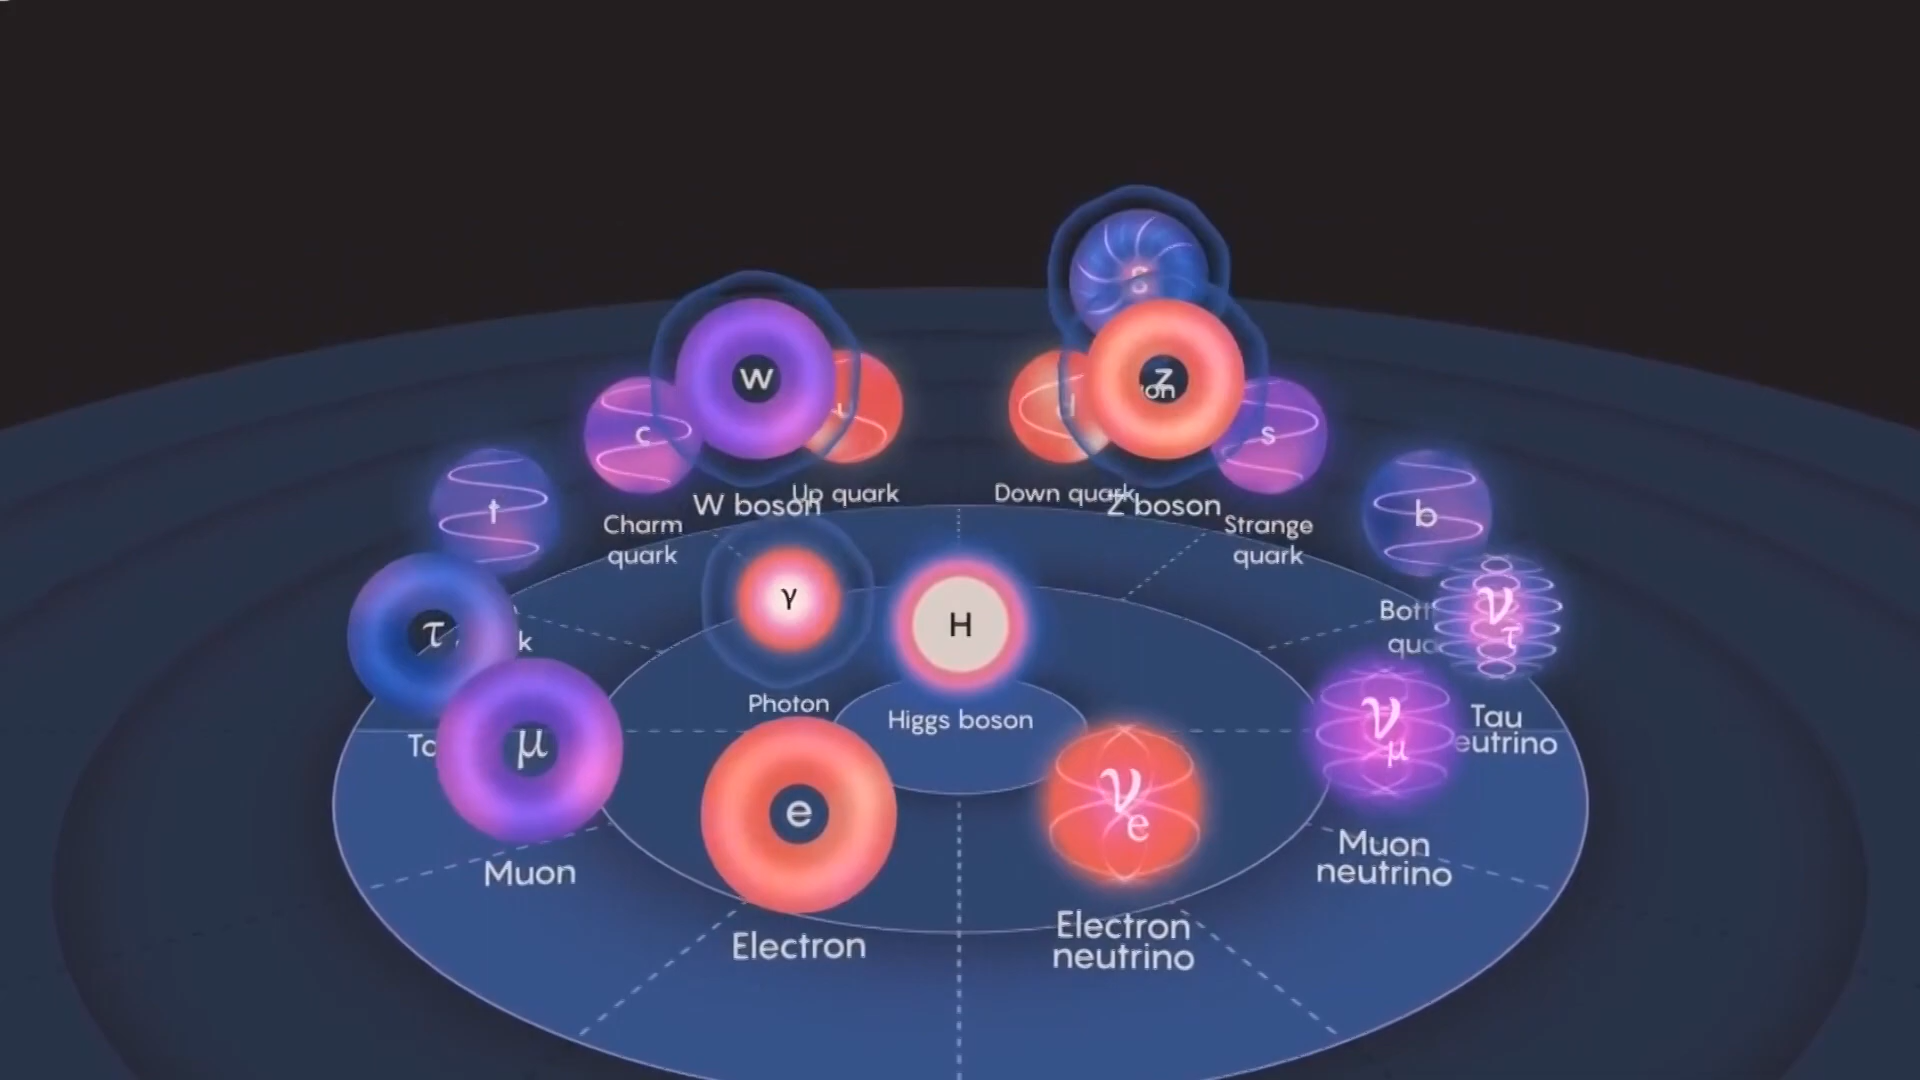 W
Z
c
s
t
b
W boson
Up quark
Down quark
Z boson
Charm
quark
Strange
quark
γ
H
τ
ν
τ
Photon
Higgs boson
μ
ν
μ
Tau
e
ν
e
Muon
Muon
neutrino
Electron
Electron
neutrino